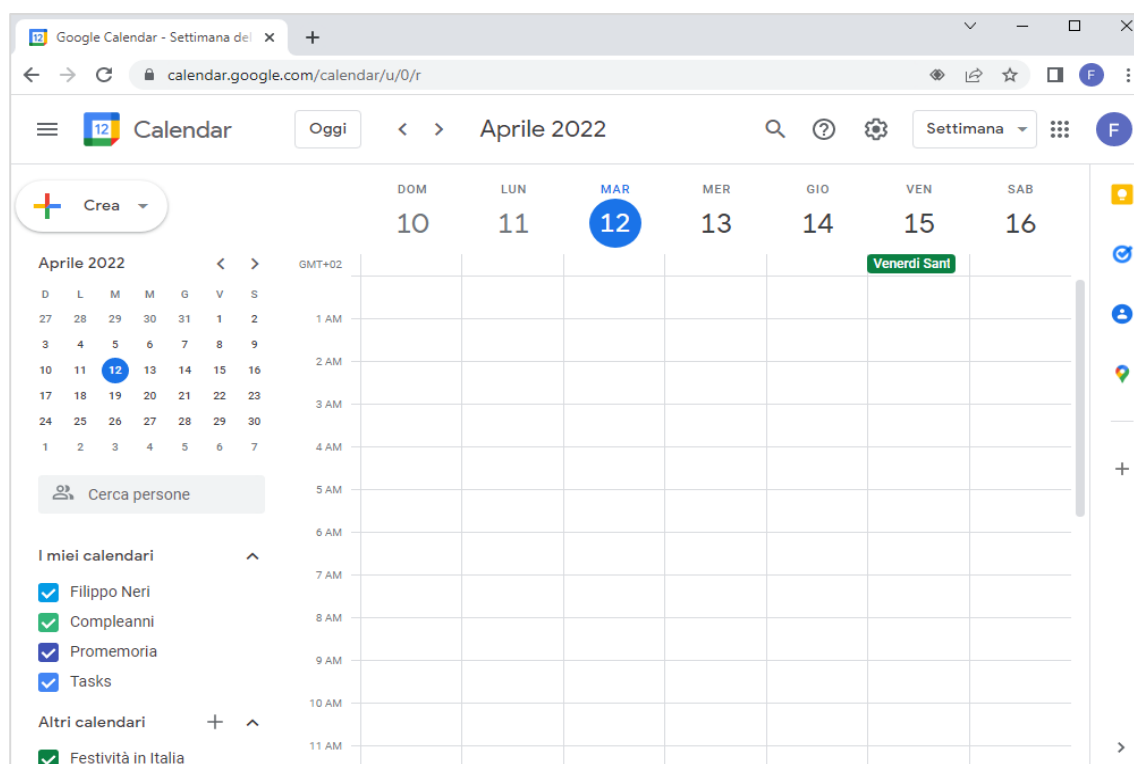 Google Calendar - Settimana del
calendar.google.com/calendar/u/0/r
F
12 Calendar Oggi Aprile 2022 Settimana F
Crea
DOM LUN MAR MER GIO VEN SAB
10 11 12 13 14 15 16
GMT+02 Venerdì Sant
Aprile 2022
D L M M G V S
27 28 29 30 31 1 2
3 4 5 6 7 8 9
10 11 12 13 14 15 16
17 18 19 20 21 22 23
24 25 26 27 28 29 30
1 2 3 4 5 6 7
Cerca persone
I miei calendari
Filippo Neri
Compleanni
Promemoria
Tasks
Altri calendari
Festività in Italia
1 AM
2 AM
3 AM
4 AM
5 AM
6 AM
7 AM
8 AM
9 AM
10 AM
11 AM